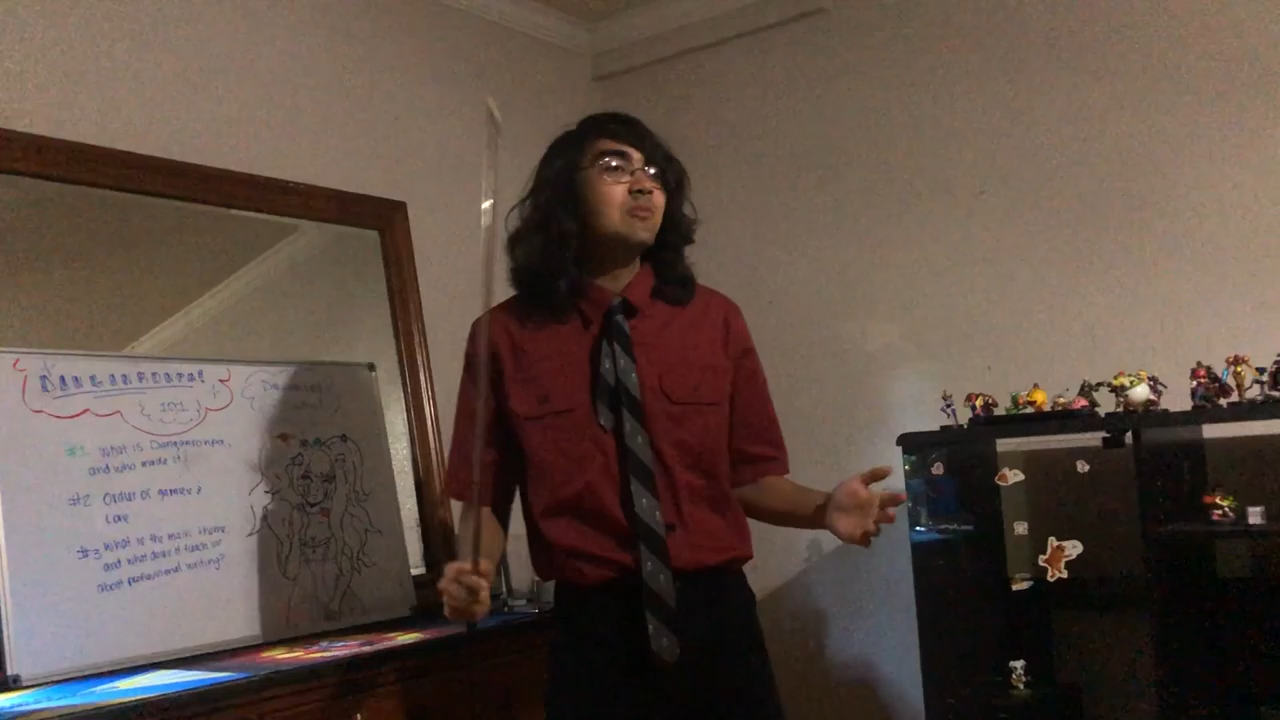 DANGANRONPA!
101
#1 What is Danganronpa,
and who made it
#2 Order of games &
Lore
#3 What is the main theme,
and what does it teach us
about professional writing?